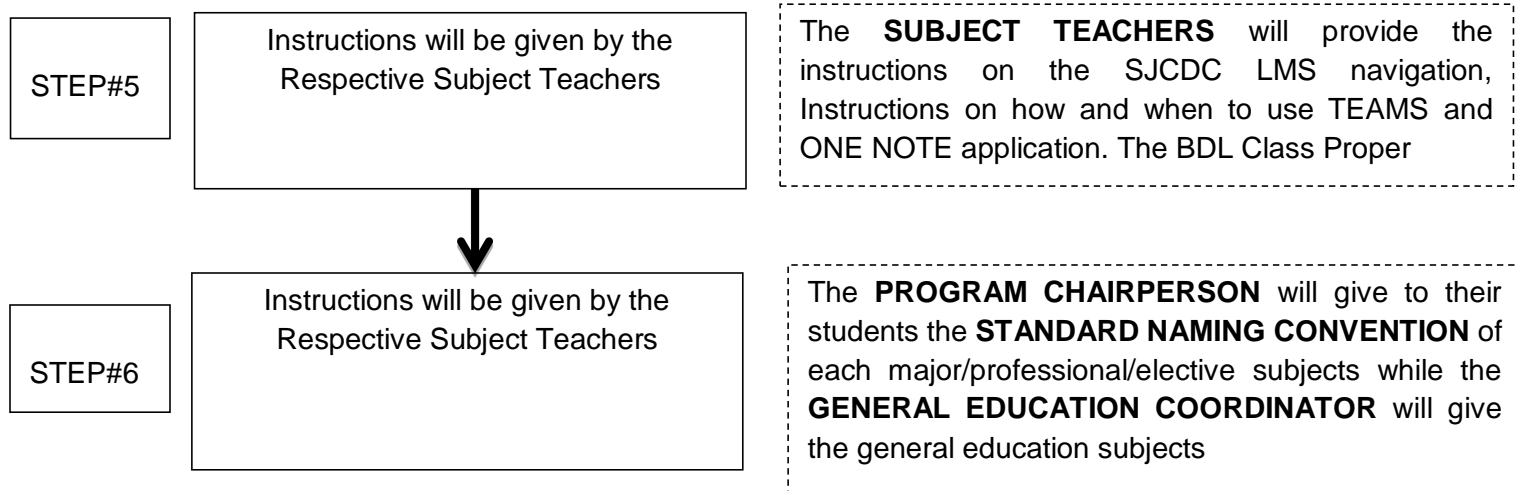 STEP#5
Instructions will be given by the
Respective Subject Teachers
The SUBJECT TEACHERS will provide the
instructions on the SJCDC LMS navigation,
Instructions on how and when to use TEAMS and
ONE NOTE application. The BDL Class Proper
STEP#6
Instructions will be given by the
Respective Subject Teachers
The PROGRAM CHAIRPERSON will give to their
students the STANDARD NAMING CONVENTION of
each major/professional/elective subjects while the
GENERAL EDUCATION COORDINATOR will give
the general education subjects